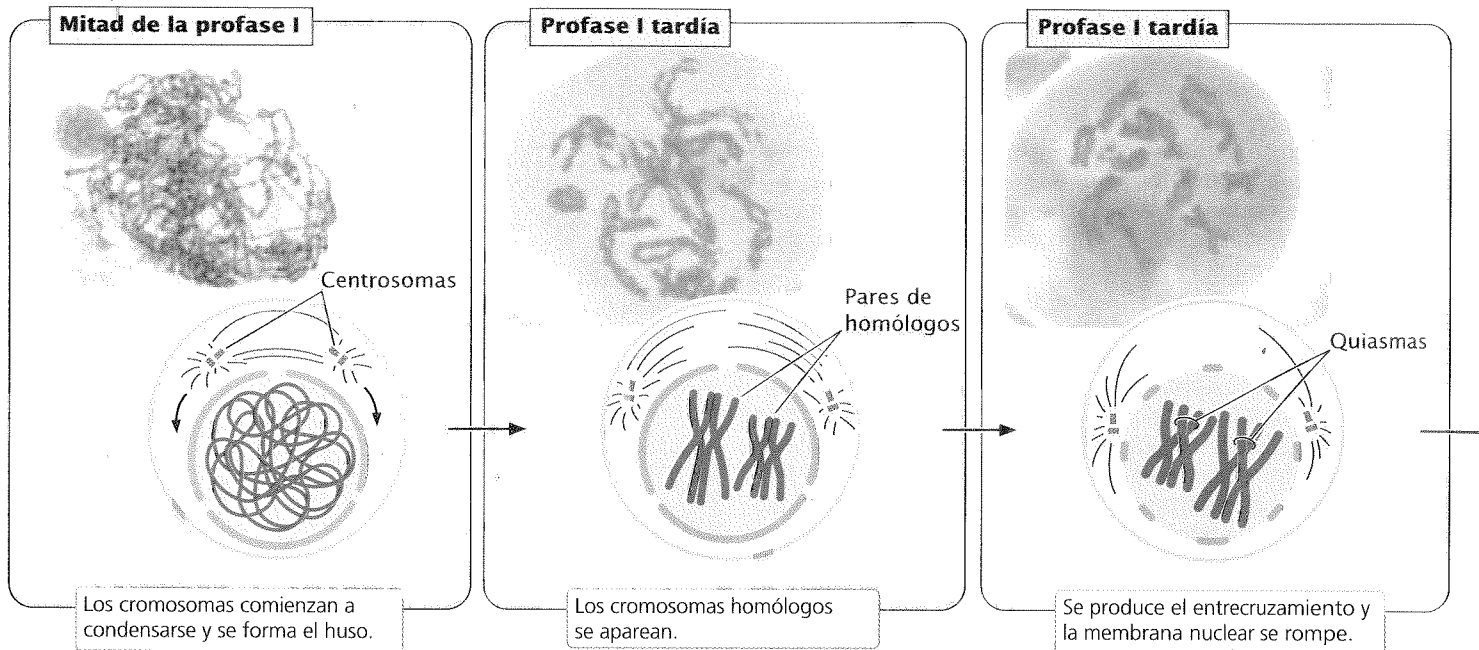 Mitad de la profase I
Centrosomas
Los cromosomas comienzan a
condensarse y se forma el huso.
Profase I tardía
Pares de
homólogos
Los cromosomas homólogos
se aparean.
Profase I tardía
Quiasmas
Se produce el entrecruzamiento y
la membrana nuclear se rompe.